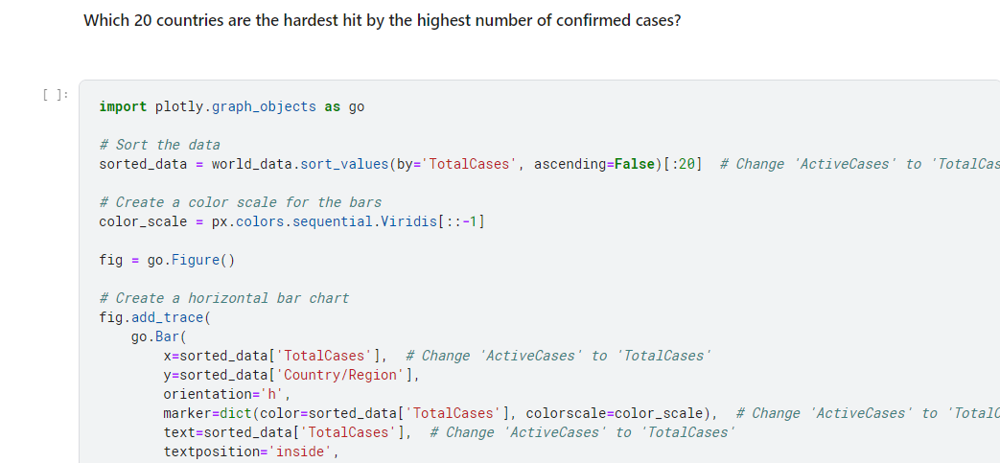 Which 20 countries are the hardest hit by the highest number of confirmed cases?
[ ]:
import plotly.graph_objects as go
# Sort the data
sorted_data = world_data.sort_values(by='TotalCases', ascending=False)[:20]  # Change 'ActiveCases' to 'TotalCas
# Create a color scale for the bars
color_scale = px.colors.sequential.Viridis[::-1]
fig = go.Figure()
# Create a horizontal bar chart
fig.add_trace(
    go.Bar(
        x=sorted_data['TotalCases'],  # Change 'ActiveCases' to 'TotalCases'
        y=sorted_data['Country/Region'],
        orientation='h',
        marker=dict(color=sorted_data['TotalCases'], colorscale=color_scale),  # Change 'ActiveCases' to 'TotalC
        text=sorted_data['TotalCases'],  # Change 'ActiveCases' to 'TotalCases'
        textposition='inside',